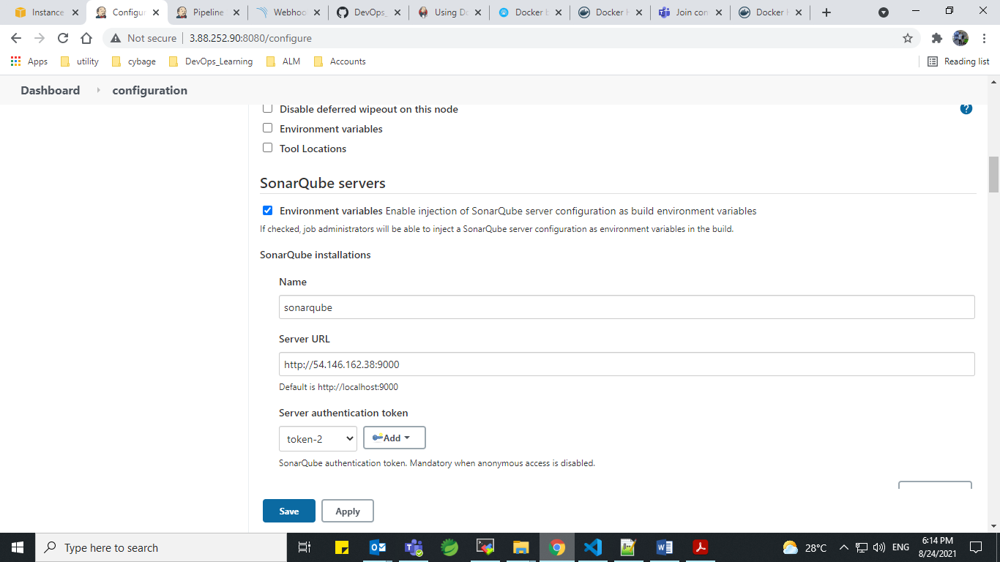 Instance
Configur
Pipeline
Webhoo
DevOps_
Using Do
Docker b
Docker H
Join con
Docker H
Not secure
3.88.252.90:8080/configure
Apps
utility
cybage
DevOps_Learning
ALM
Accounts
Reading list
Dashboard
configuration
Disable deferred wipeout on this node
?
Environment variables
Tool Locations
SonarQube servers
Environment variables Enable injection of SonarQube server configuration as build environment variables
If checked, job administrators will be able to inject a SonarQube server configuration as environment variables in the build.
SonarQube installations
Name
sonarqube
Server URL
http://54.146.162.38:9000
Default is http://localhost:9000
Server authentication token
token-2
Add
SonarQube authentication token. Mandatory when anonymous access is disabled.
Save
Apply
Type here to search
28°C
ENG
6:14 PM
8/24/2021